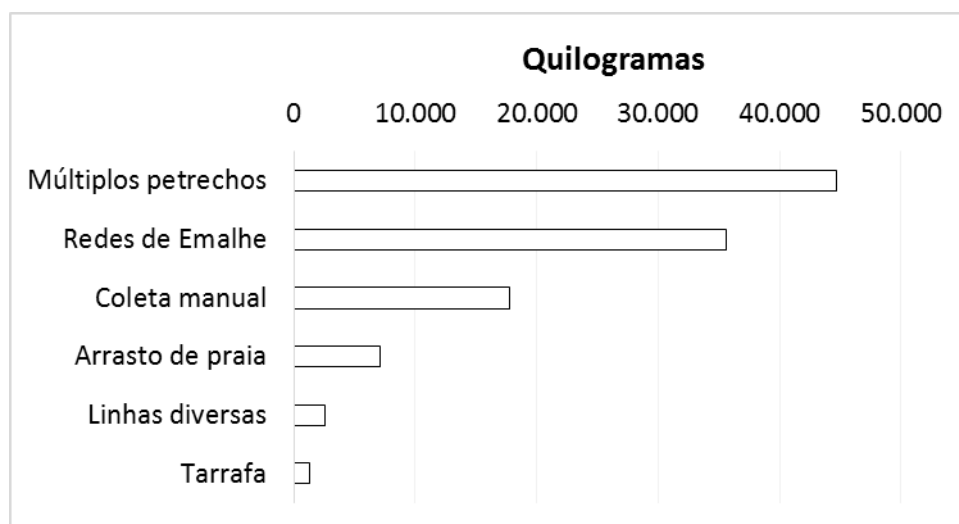 Quilogramas
0 10.000 20.000 30.000 40.000 50.000
Múltiplos petrechos
Redes de Emalhe
Coleta manual
Arrasto de praia
Linhas diversas
Tarrafa